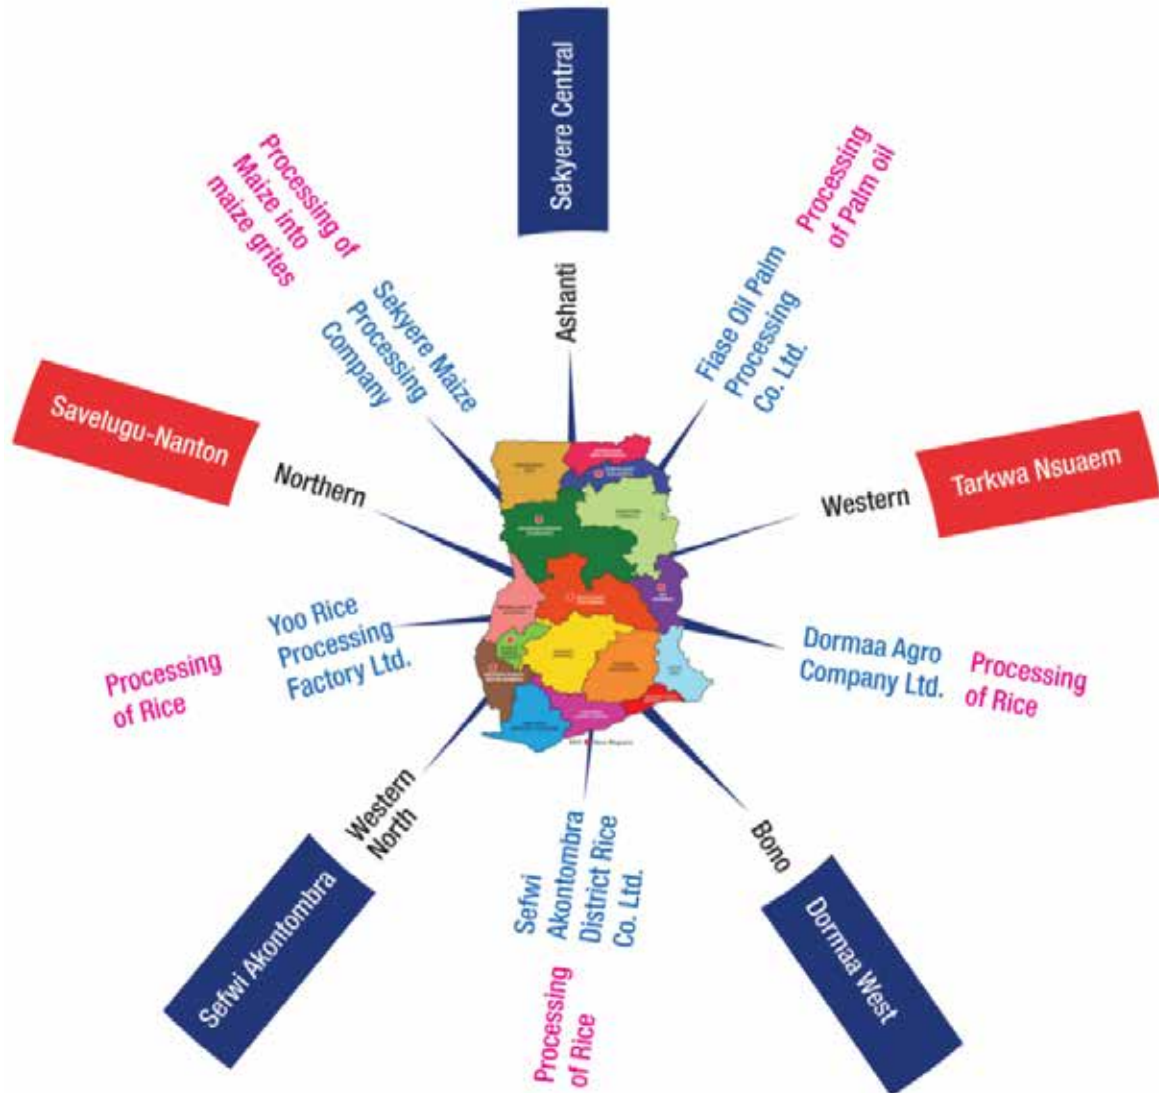 Sekyere Central
Ashanti
Processing
of Palm oil
Fiase Oil Palm
Processing
Co. Ltd.
Tarkwa Nsuaem
Western
Dormaa Agro
Company Ltd.
Processing
of Rice
Bono
Dormaa West
Sefwi
Akontombra
District Rice
Co. Ltd.
Processing
of Rice
Western
North
Sefwi Akontombra
Yoo Rice
Processing
Factory Ltd.
Processing
of Rice
Northern
Savelugu-Nanton
Sekyere Maize
Processing
Company
Processing of
Maize into
maize grites